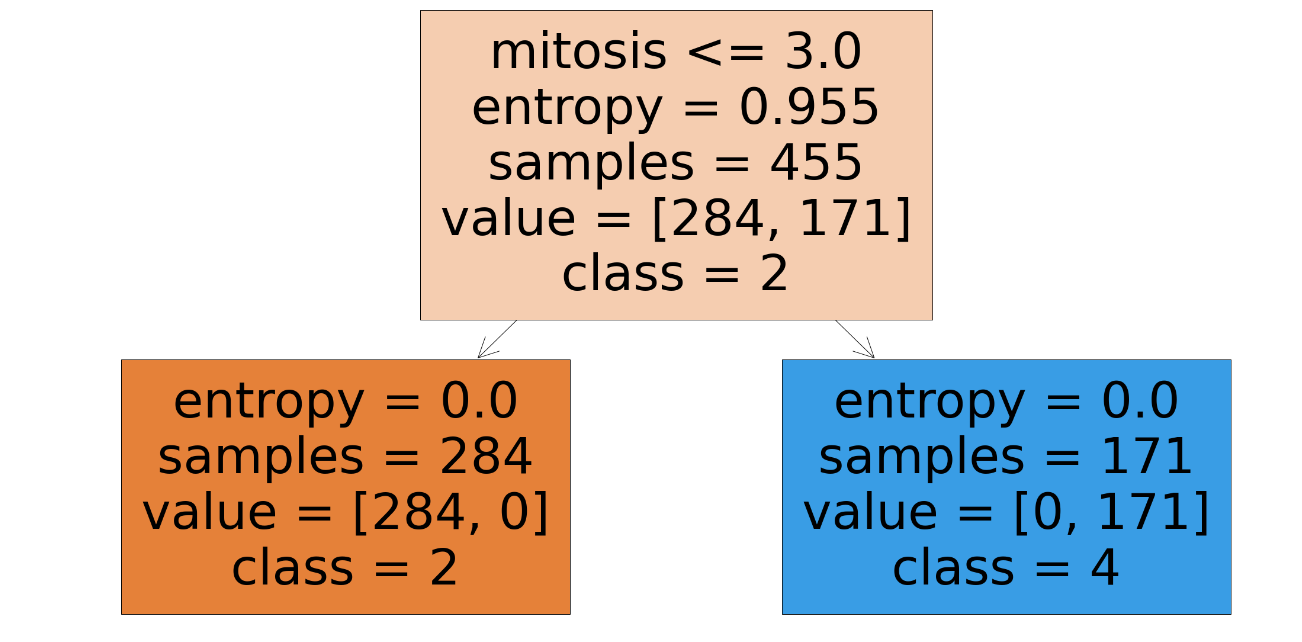 mitosis <= 3.0
entropy = 0.955
samples = 455
value = [284, 171]
class = 2
entropy = 0.0
samples = 284
value = [284, 0]
class = 2
entropy = 0.0
samples = 171
value = [0, 171]
class = 4